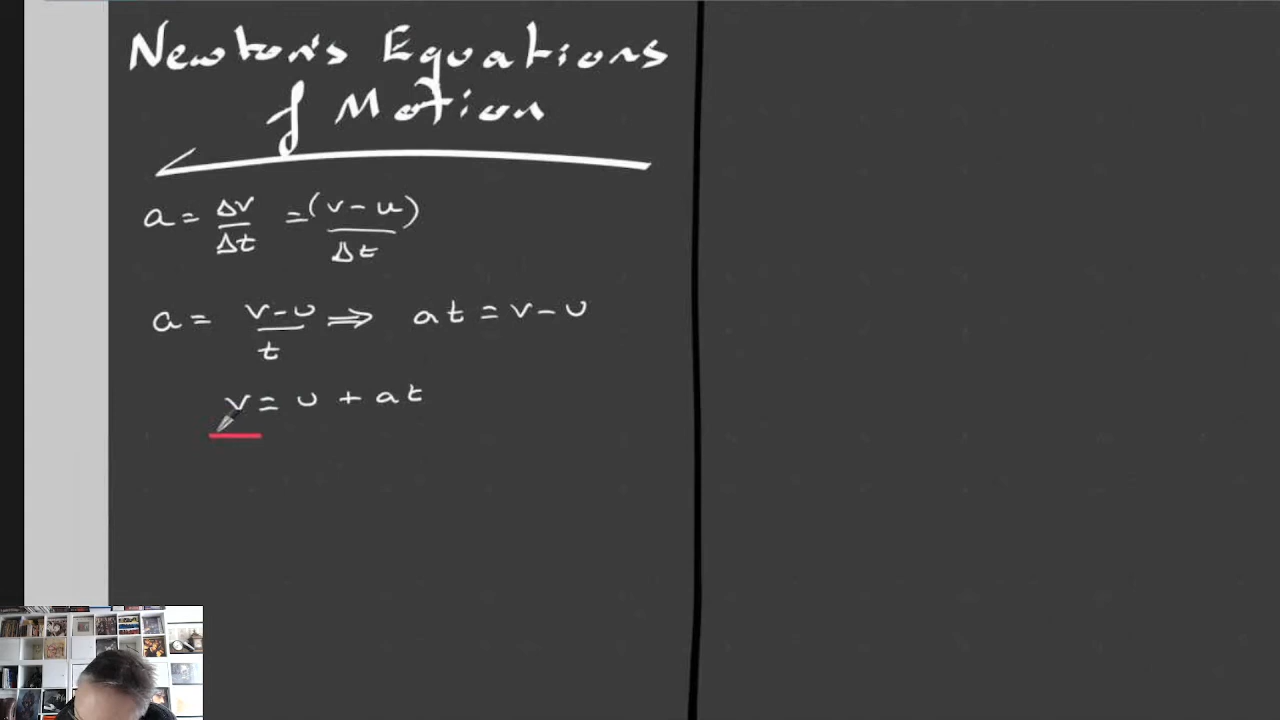 Newton's Equations
of Motion
a = Δv/Δt = (v - u)/Δt
a = v-u/t ⇒ at = v - u
v = u + at